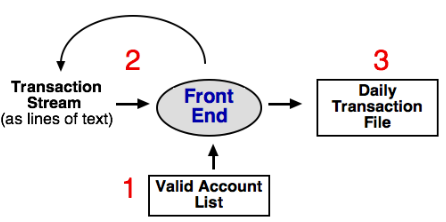 2
3
Transaction
Stream
(as lines of text)
Front
End
Daily
Transaction
File
1
Valid Account
List